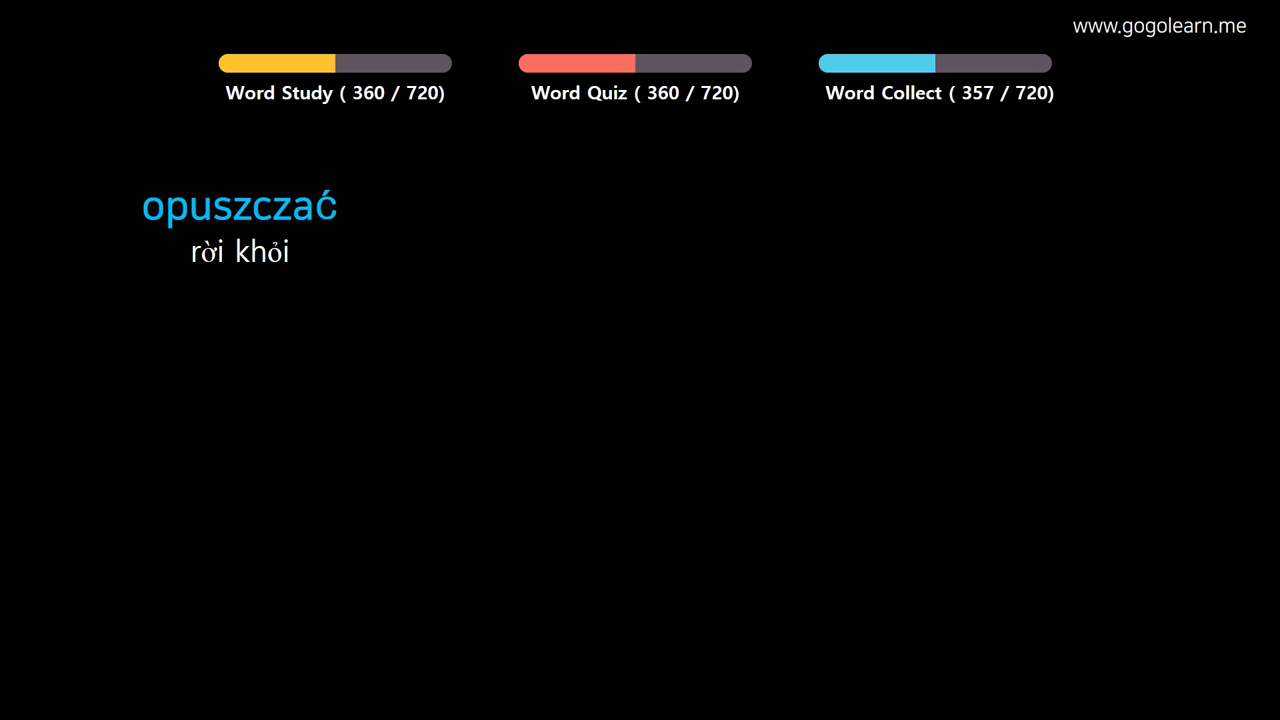 www.gogolearn.me
Word Study ( 360 / 720)
Word Quiz ( 360 / 720)
Word Collect ( 357 / 720)
opuszczać
rời khỏi